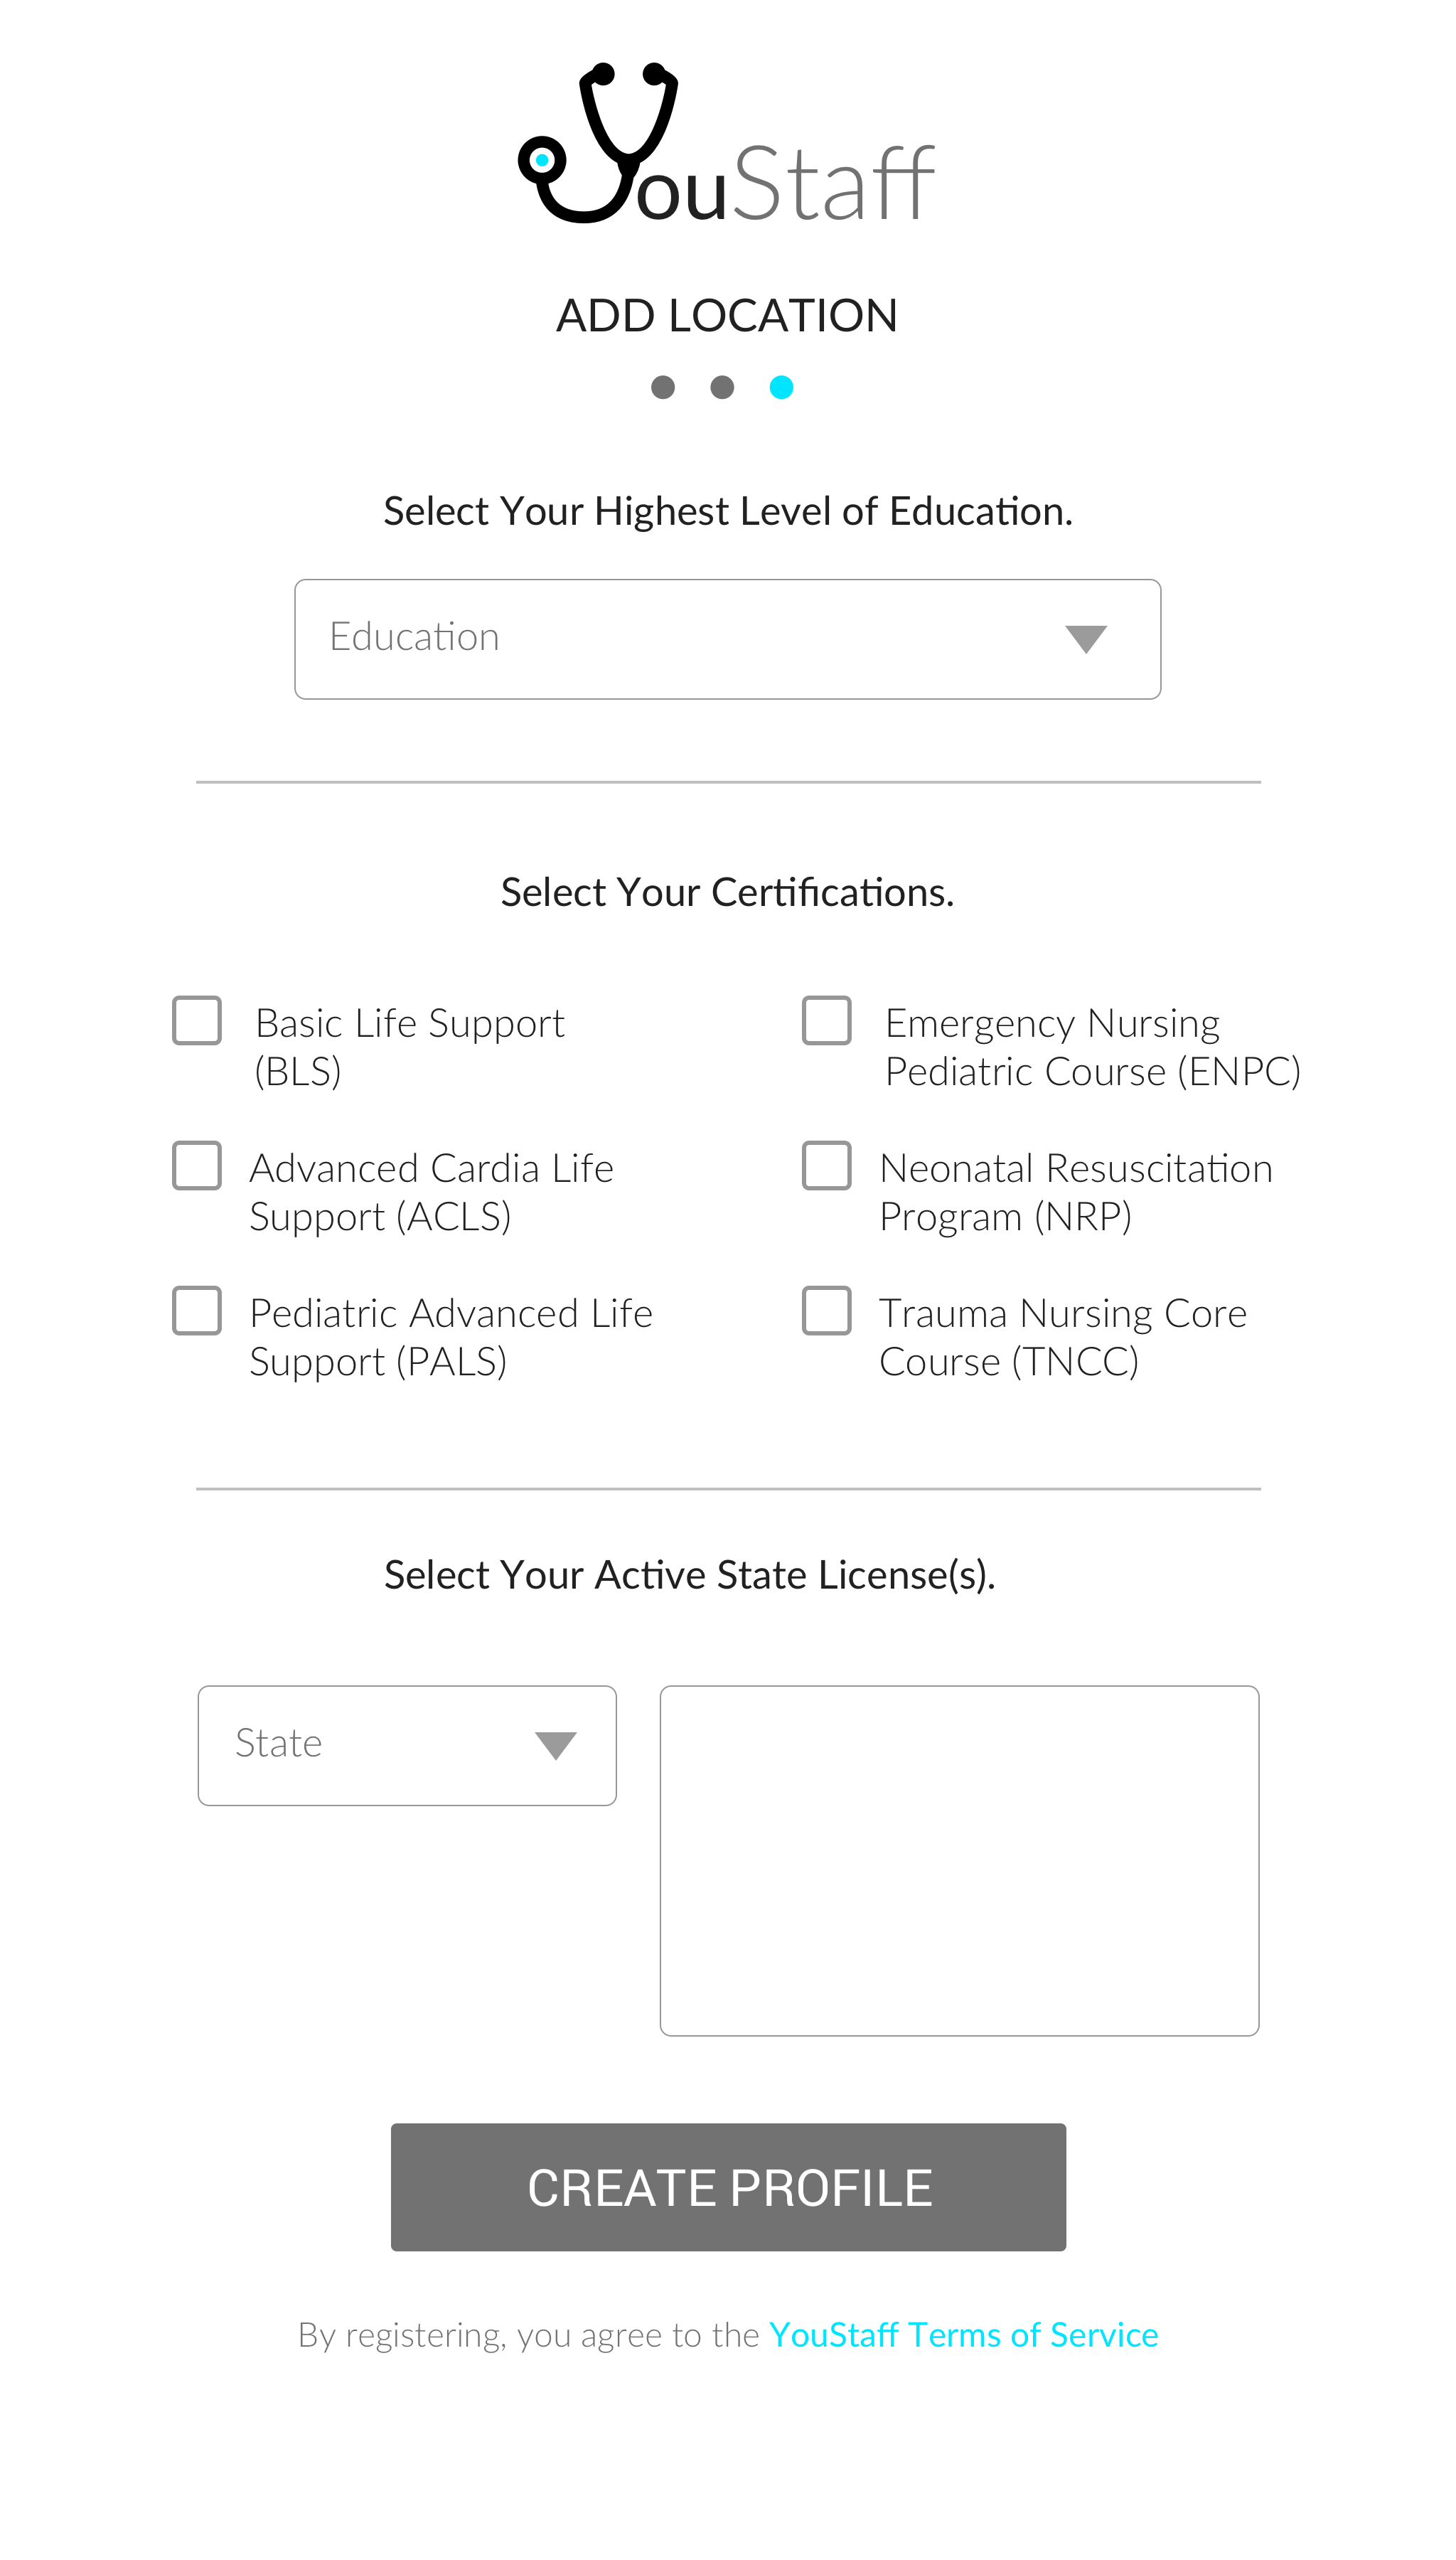 YouStaff
ADD LOCATION
Select Your Highest Level of Education.
Education
Select Your Certifications.
Basic Life Support
(BLS)
Emergency Nursing
Pediatric Course (ENPC)
Advanced Cardia Life
Support (ACLS)
Neonatal Resuscitation
Program (NRP)
Pediatric Advanced Life
Support (PALS)
Trauma Nursing Core
Course (TNCC)
Select Your Active State License(s).
State
CREATE PROFILE
By registering, you agree to the YouStaff Terms of Service